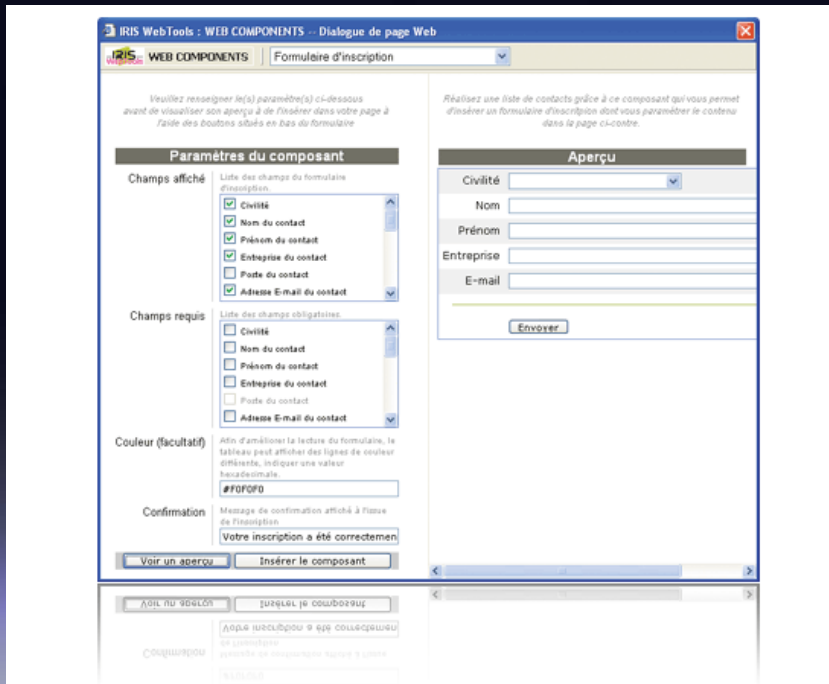 IRIS WebTools : WEB COMPONENTS -- Dialogue de page Web
IRIS WEB COMPONENTS
Formulaire d'inscription
Veuillez renseigner le(s) paramètre(s) ci-dessous
avant de visualiser son aperçu à de l'insérer dans votre page à
l'aide des boutons situés en bas du formulaire
Paramètres du composant
Champs affiché
Liste des champs du formulaire
d'inscription.
Civilité
Nom du contact
Prénom du contact
Entreprise du contact
Poste du contact
Adresse E-mail du contact
Champs requis
Liste des champs obligatoires.
Civilité
Nom du contact
Prénom du contact
Entreprise du contact
Poste du contact
Adresse E-mail du contact
Couleur (facultatif)
Afin d'améliorer la lecture du formulaire, le
tableau peut afficher des lignes de couleur
différente, indiquer une valeur
hexadesimale.
#F0F0F0
Confirmation
Message de confirmation affiché à l'issue
de l'inscription
Votre inscription a été correctemen
Voir un aperçu
Insérer le composant
Réalisez une liste de contacts grâce à ce composant qui vous permet
d'insérer un formulaire d'inscritpion dont vous paramétrer le contenu
dans la page ci-contre.
Aperçu
Civilité
Nom
Prénom
Entreprise
E-mail
Envoyer